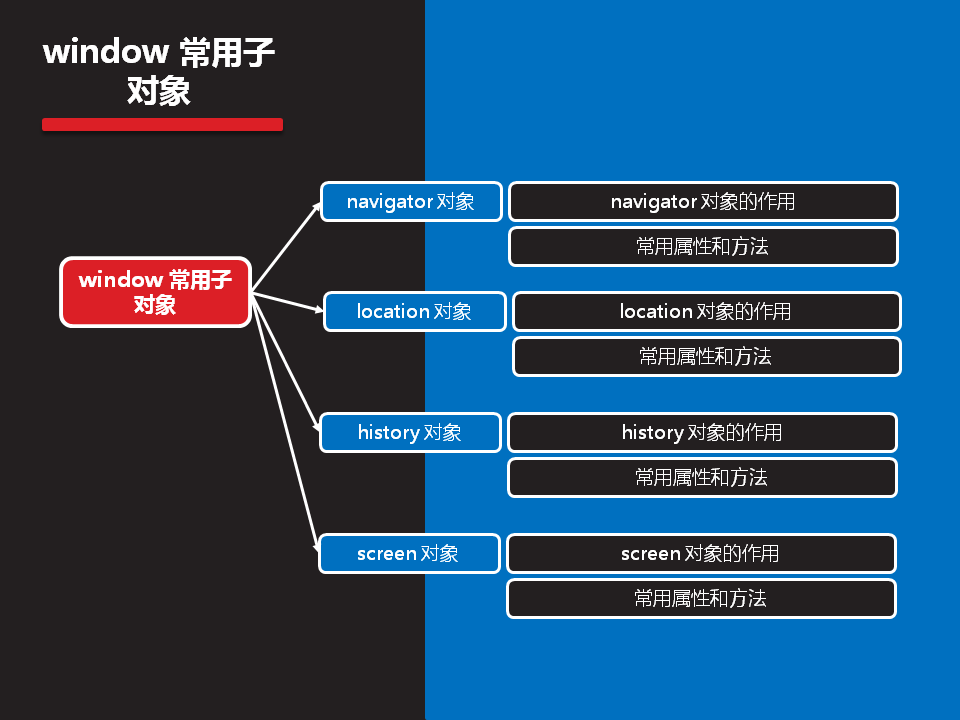 window 常用子
对象
navigator 对象
navigator 对象的作用
常用属性和方法
window 常用子
对象
location 对象
location 对象的作用
常用属性和方法
history 对象
history 对象的作用
常用属性和方法
screen 对象
screen 对象的作用
常用属性和方法